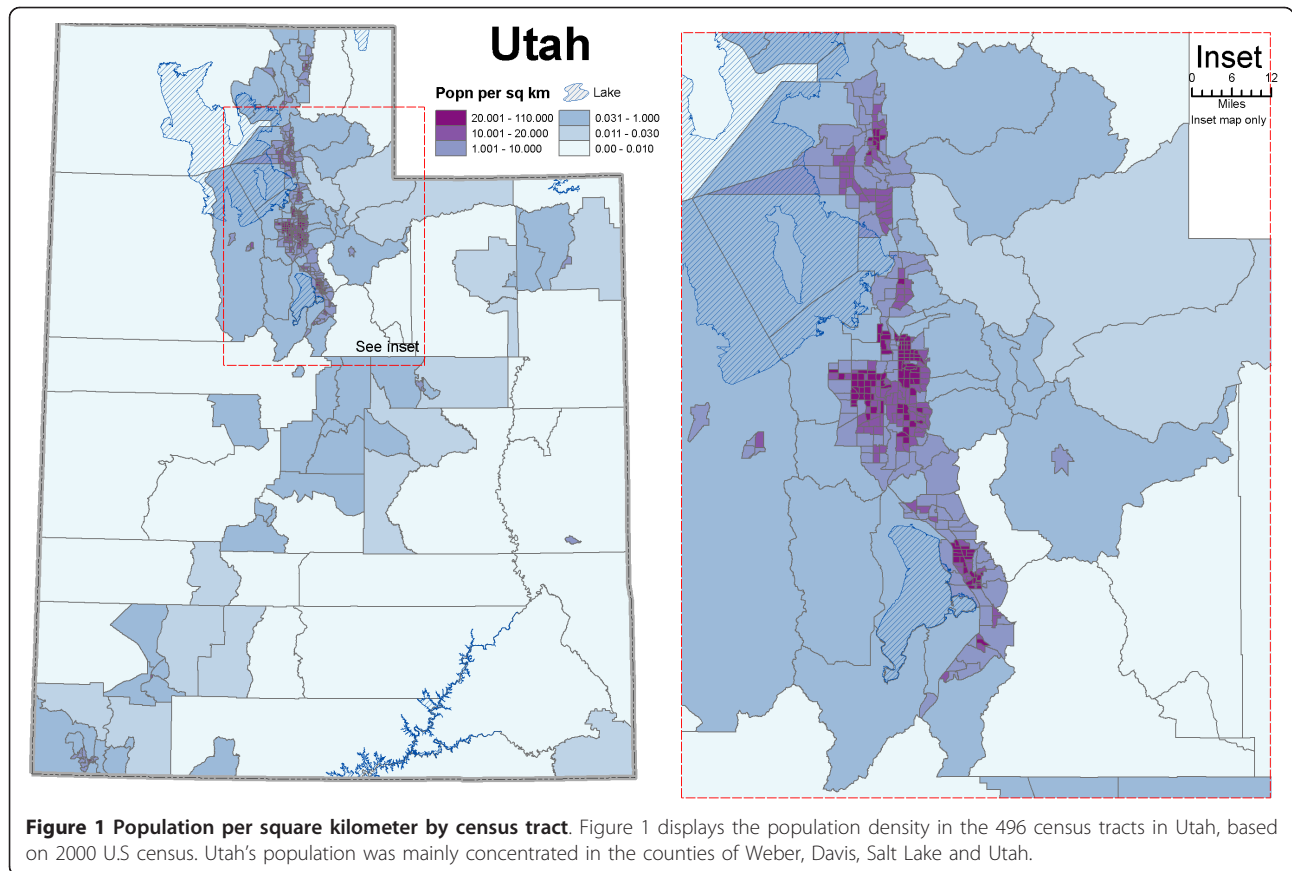 Utah
Popn per sq km
Lake
20.001 - 110.000
10.001 - 20.000
1.001 - 10.000
0.031 - 1.000
0.011 - 0.030
0.00 - 0.010
See inset
Inset
0 6 12
Miles
Inset map only
Figure 1 Population per square kilometer by census tract. Figure 1 displays the population density in the 496 census tracts in Utah, based
on 2000 U.S census. Utah's population was mainly concentrated in the counties of Weber, Davis, Salt Lake and Utah.